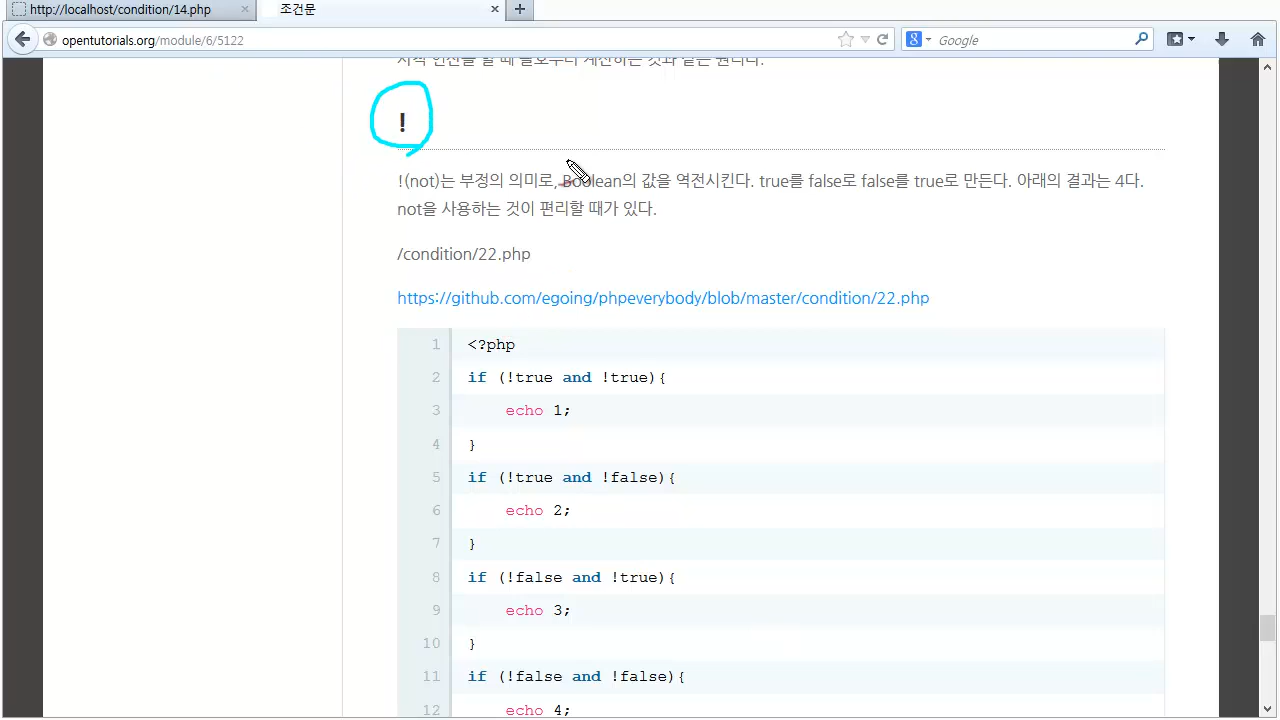 http://localhost/condition/14.php
조건문
opentutorials.org/module/6/5122
Google
!
!(not)는 부정의 의미로, Boolean의 값을 역전시킨다. true를 false로 false를 true로 만든다. 아래의 결과는 4다.
not을 사용하는 것이 편리할 때가 있다.
/condition/22.php
https://github.com/egoing/phpeverybody/blob/master/condition/22.php
1 <?php
2 if (!true and !true){
3 echo 1;
4 }
5 if (!true and !false){
6 echo 2;
7 }
8 if (!false and !true){
9 echo 3;
10 }
11 if (!false and !false){
12 echo 4;